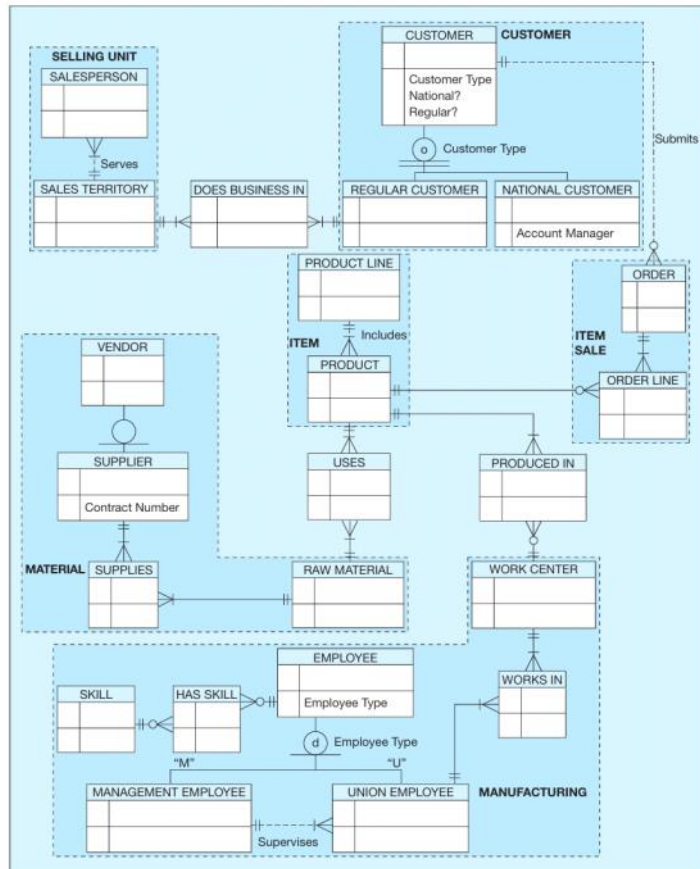 CUSTOMER
CUSTOMER
SELLING UNIT
SALESPERSON
Customer Type
National?
Regular?
Customer Type
Submits
Serves
SALES TERRITORY
DOES BUSINESS IN
REGULAR CUSTOMER
NATIONAL CUSTOMER
Account Manager
PRODUCT LINE
ORDER
Includes
ITEM
ITEM
SALE
VENDOR
PRODUCT
ORDER LINE
SUPPLIER
USES
PRODUCED IN
Contract Number
MATERIAL
SUPPLIES
RAW MATERIAL
WORK CENTER
EMPLOYEE
WORKS IN
SKILL
HAS SKILL
Employee Type
o
d
Employee Type
"M"
"U"
MANAGEMENT EMPLOYEE
UNION EMPLOYEE
MANUFACTURING
Supervises